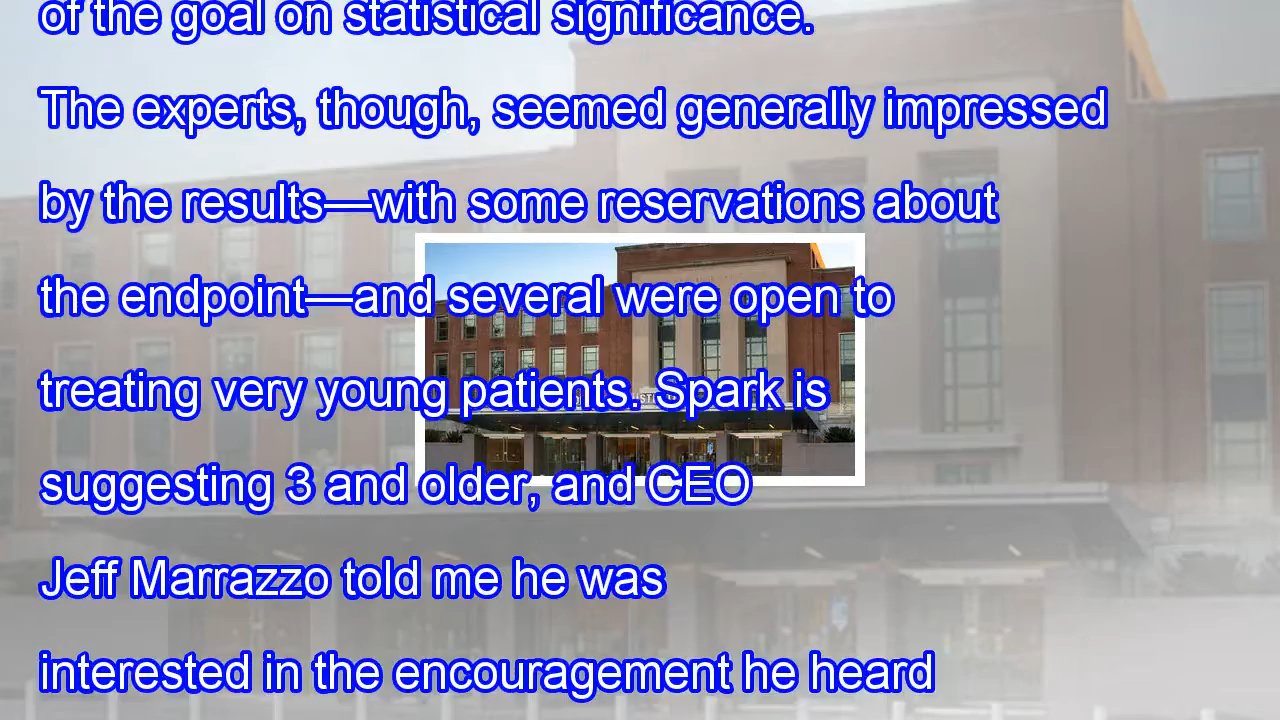 of the goal on statistical significance.
The experts, though, seemed generally impressed
by the results—with some reservations about
the endpoint—and several were open to
treating very young patients. Spark is
suggesting 3 and older, and CEO
Jeff Marrazzo told me he was
interested in the encouragement he heard